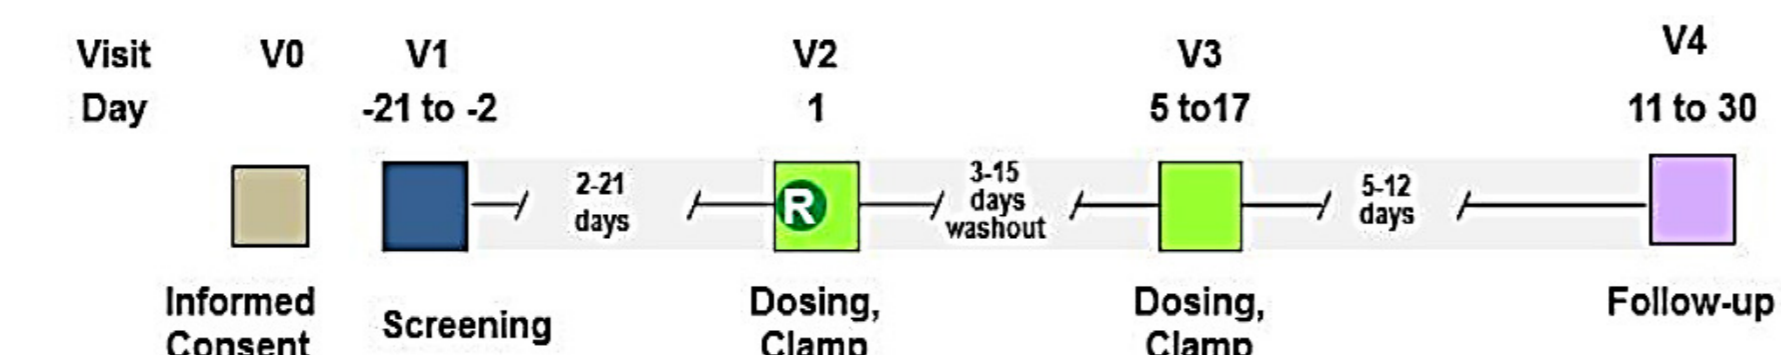 Visit V0 V1 V2 V3 V4
Day -21 to -2 1 5 to17 11 to 30
2-21
days
R
3-15
days
washout
5-12
days
Informed
Consent
Screening
Dosing,
Clamp
Dosing,
Clamp
Follow-up